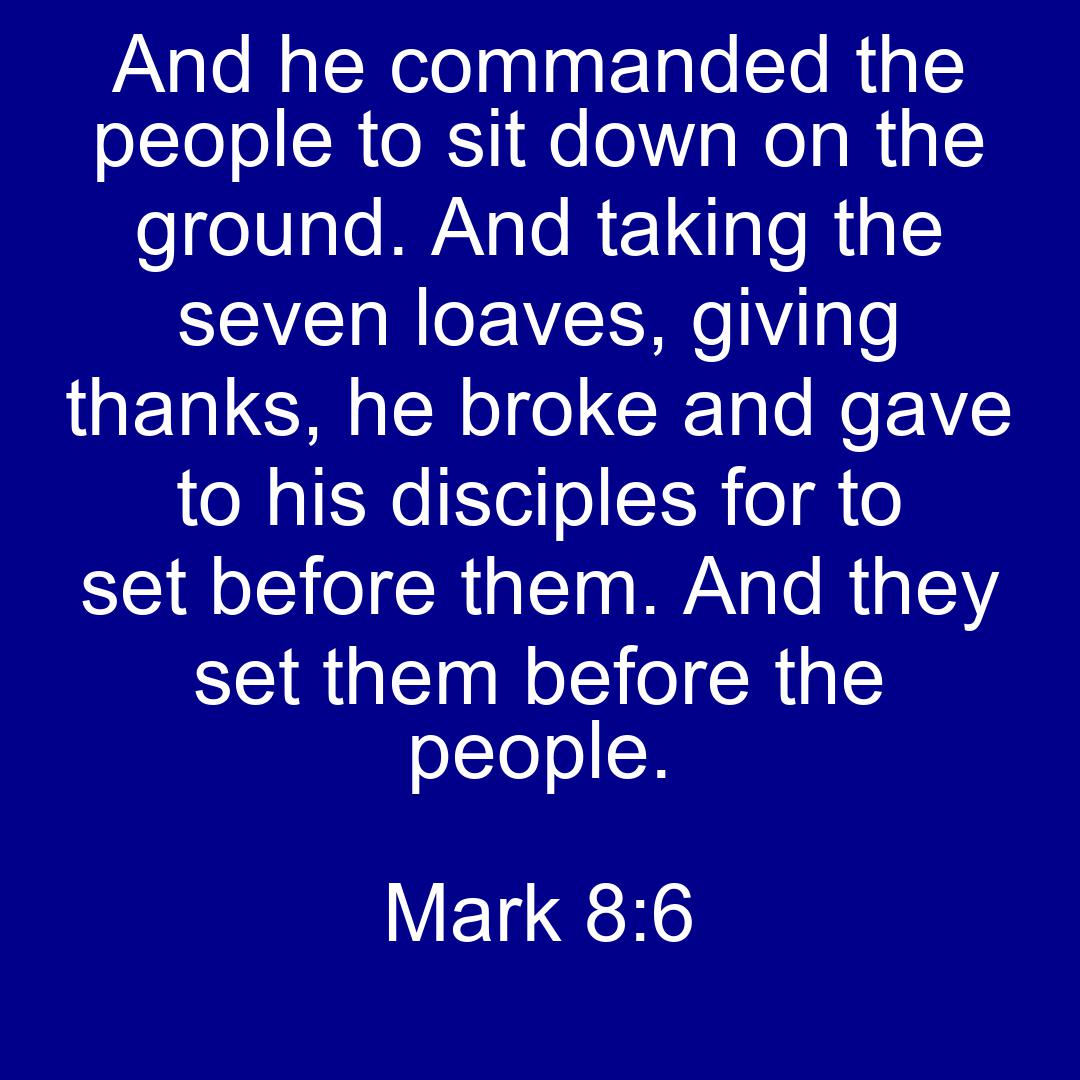 And he commanded the
people to sit down on the
ground. And taking the
seven loaves, giving
thanks, he broke and gave
to his disciples for to
set before them. And they
set them before the
people.
Mark 8:6